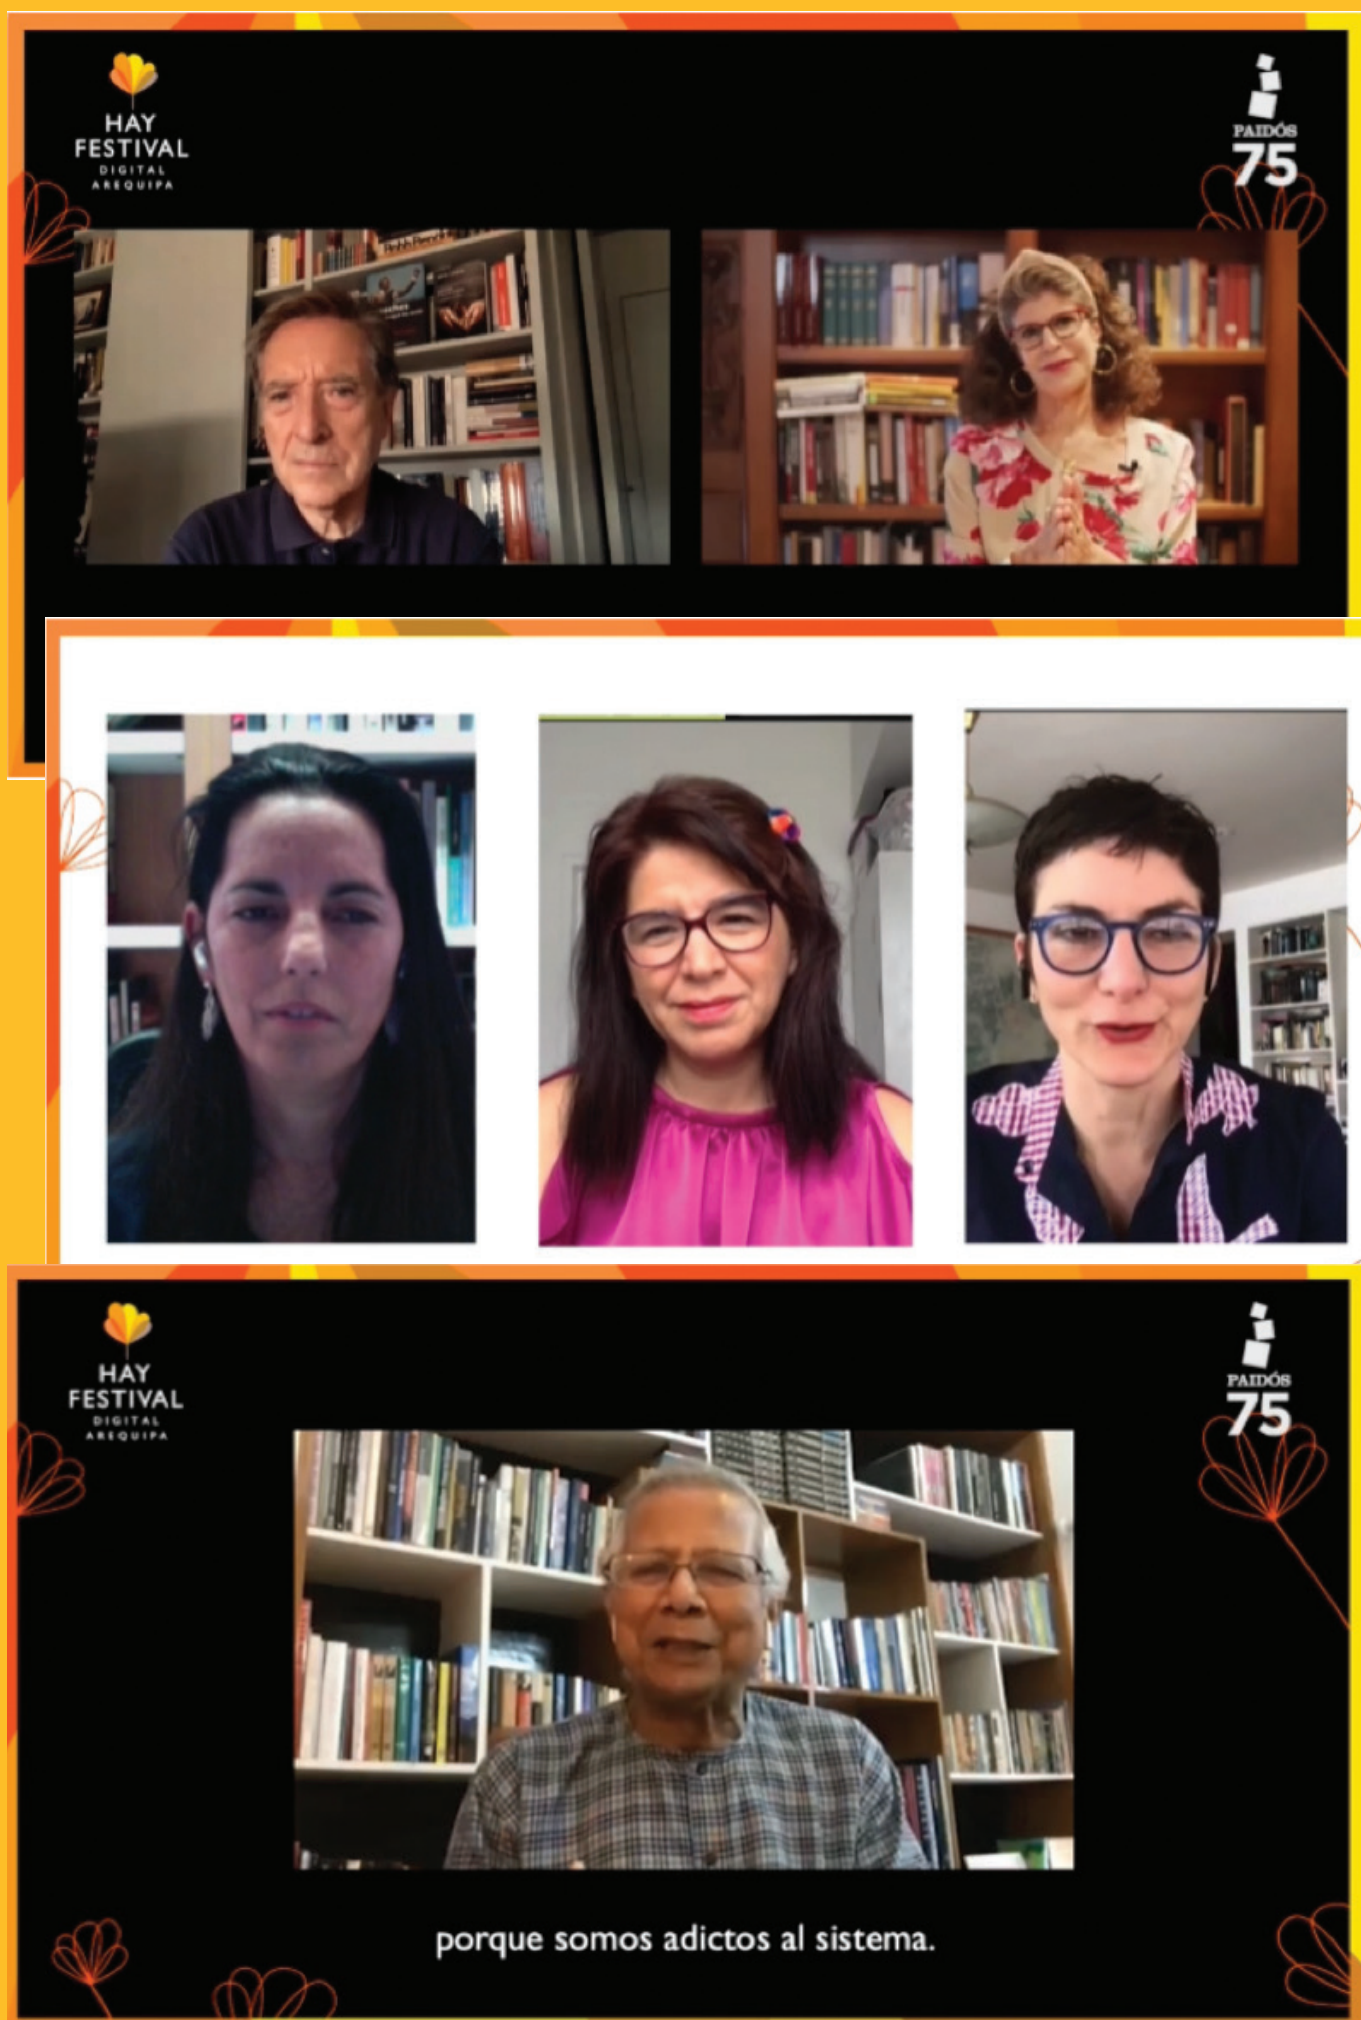 HAY
FESTIVAL
DIGITAL
AREQUIPA
PAIDÓS
75
HAY
FESTIVAL
DIGITAL
AREQUIPA
PAIDÓS
75
porque somos adictos al sistema.